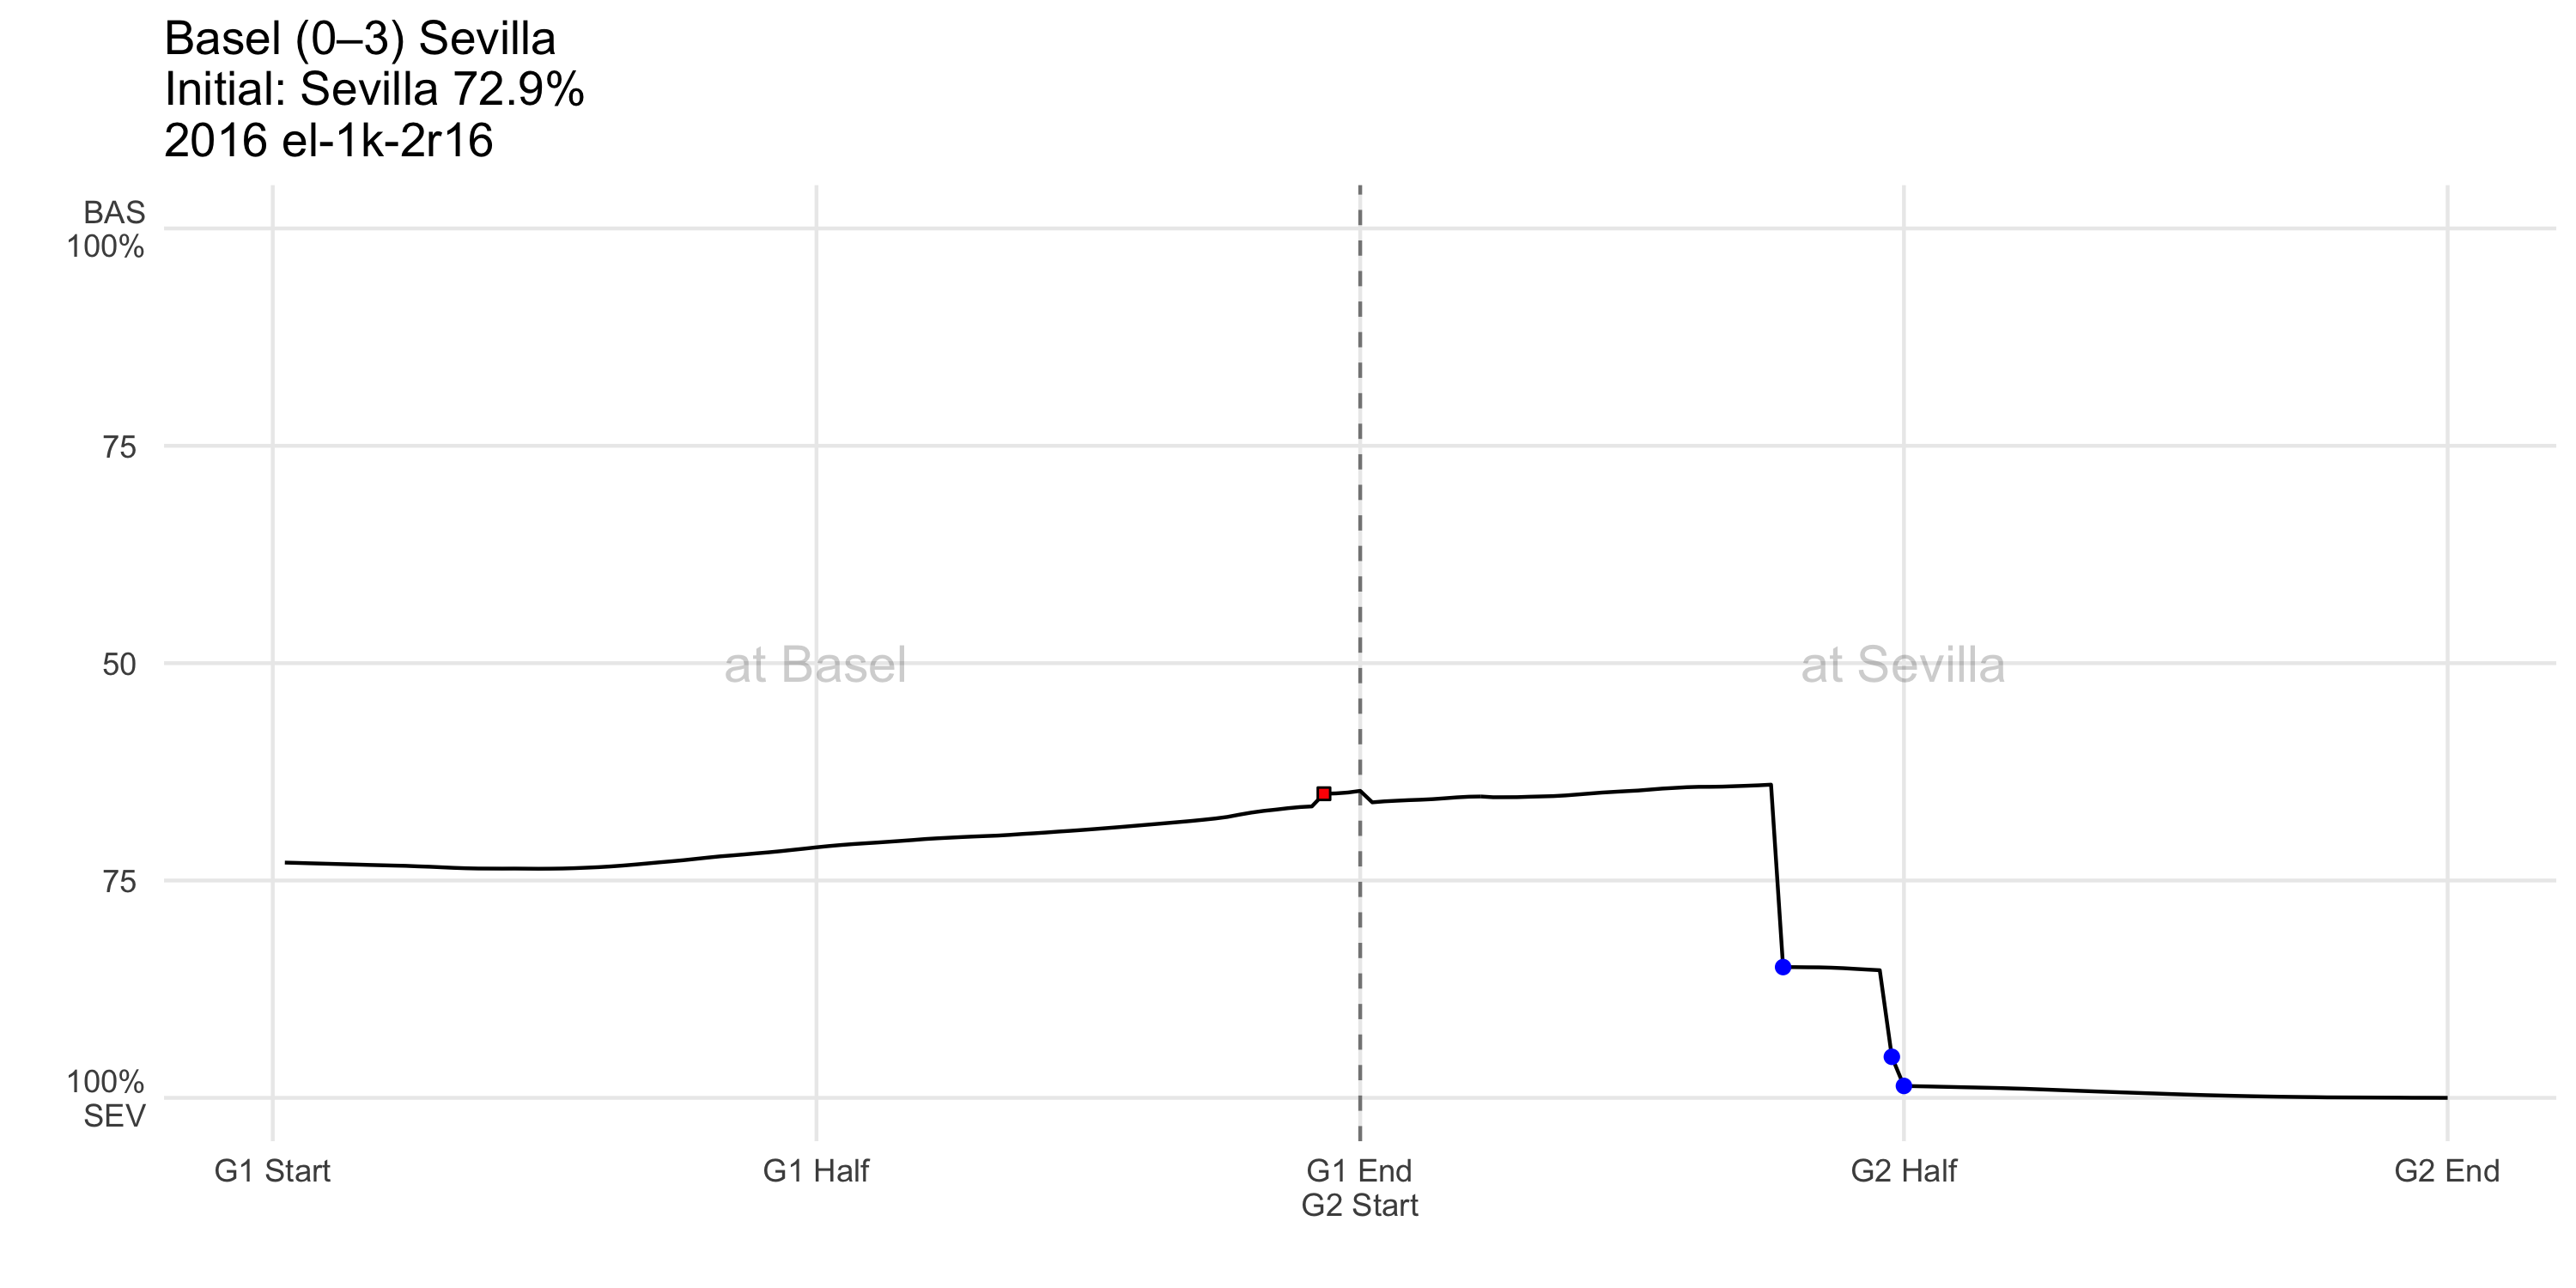 Basel (0–3) Sevilla
Initial: Sevilla 72.9%
2016 el-1k-2r16
BAS
100%
75
50
75
100%
SEV
at Basel
at Sevilla
G1 Start
G1 Half
G1 End
G2 Start
G2 Half
G2 End